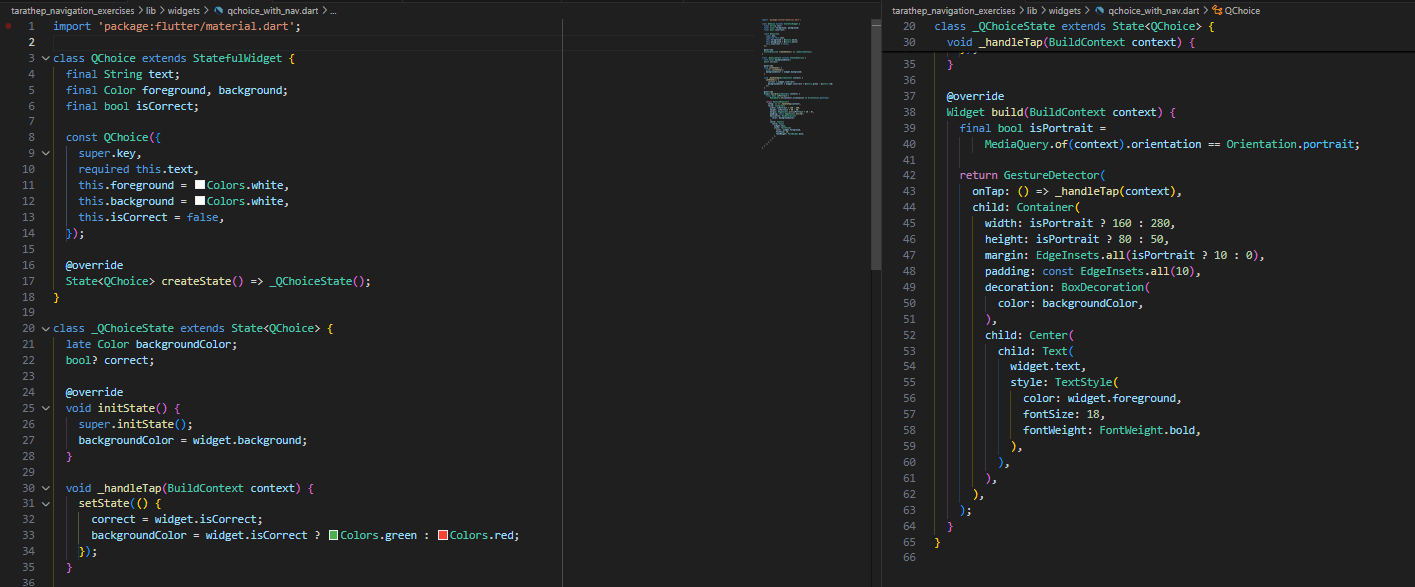 tarathep_navigation_exercises > lib > widgets > qchoice_with_nav.dart > ...
1 import 'package:flutter/material.dart';
2
3 class QChoice extends StatefulWidget {
4 final String text;
5 final Color foreground, background;
6 final bool isCorrect;
7
8 const QChoice({
9 super.key,
10 required this.text,
11 this.foreground = Colors.white,
12 this.background = Colors.white,
13 this.isCorrect = false,
14 });
15
16 @override
17 State<QChoice> createState() => _QChoiceState();
18 }
19
20 class _QChoiceState extends State<QChoice> {
21 late Color backgroundColor;
22 bool? correct;
23
24 @override
25 void initState() {
26 super.initState();
27 backgroundColor = widget.background;
28 }
29
30 void _handleTap(BuildContext context) {
31 setState(() {
32 correct = widget.isCorrect;
33 backgroundColor = widget.isCorrect ? Colors.green : Colors.red;
34 });
35 }
36
tarathep_navigation_exercises > lib > widgets > qchoice_with_nav.dart > QChoice
20 class _QChoiceState extends State<QChoice> {
30 void _handleTap(BuildContext context) {
35 }
36
37 @override
38 Widget build(BuildContext context) {
39 final bool isPortrait =
40 MediaQuery.of(context).orientation == Orientation.portrait;
41
42 return GestureDetector(
43 onTap: () => _handleTap(context),
44 child: Container(
45 width: isPortrait ? 160 : 280,
46 height: isPortrait ? 80 : 50,
47 margin: EdgeInsets.all(isPortrait ? 10 : 0),
48 padding: const EdgeInsets.all(10),
49 decoration: BoxDecoration(
50 color: backgroundColor,
51 ),
52 child: Center(
53 child: Text(
54 widget.text,
55 style: TextStyle(
56 color: widget.foreground,
57 fontSize: 18,
58 fontWeight: FontWeight.bold,
59 ),
60 ),
61 ),
62 ),
63 );
64 }
65 }
66